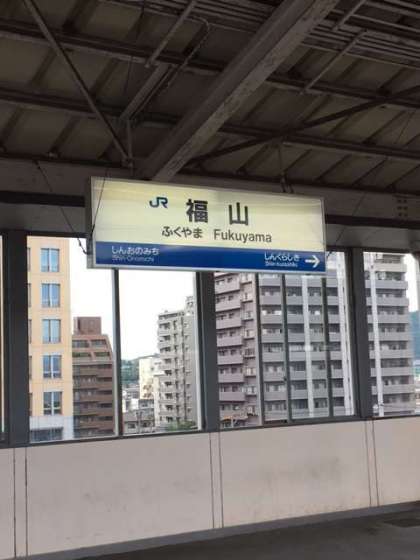 JR 福山
ふくやま Fukuyama
しんおのみち しんくらしき →
Shin-Onomichi Shin-kurashiki